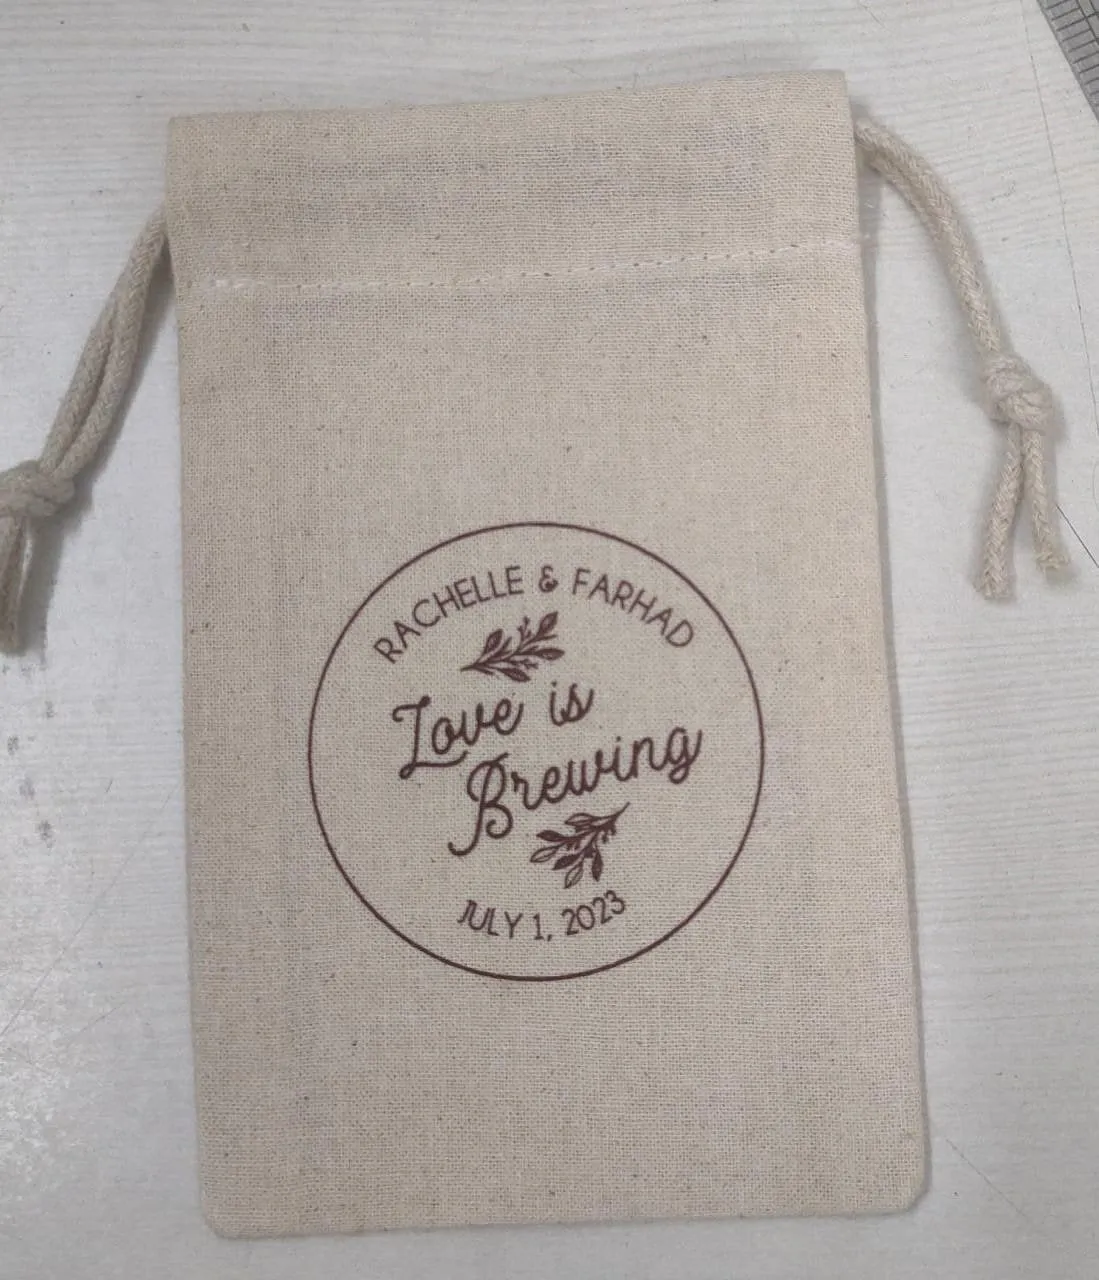 RACHELLE & FARHAD
Love is
Brewing
JULY 1, 2023